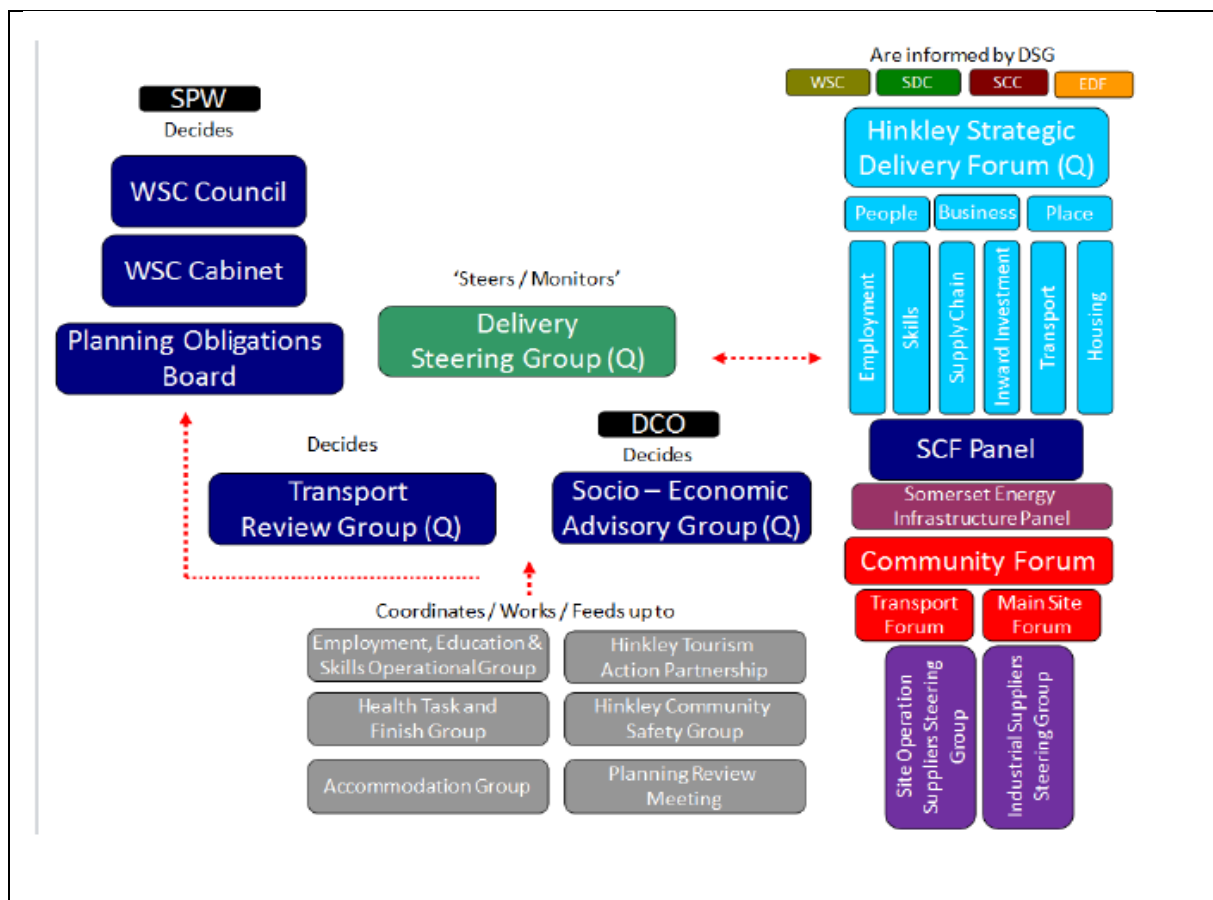 SPW
Decides
WSC Council
WSC Cabinet
Planning Obligations
Board
'Steers / Monitors'
Delivery
Steering Group (Q)
Decides
Transport
Review Group (Q)
DCO
Decides
Socio – Economic
Advisory Group (Q)
Coordinates / Works / Feeds up to
Employment, Education &
Skills Operational Group
Hinkley Tourism
Action Partnership
Health Task and
Finish Group
Hinkley Community
Safety Group
Accommodation Group
Planning Review
Meeting
Are informed by DSG
WSC
SDC
SCC
EDF
Hinkley Strategic
Delivery Forum (Q)
People
Business
Place
Employment
Skills
Supply Chain
Inward Investment
Transport
Housing
SCF Panel
Somerset Energy
Infrastructure Panel
Community Forum
Transport
Forum
Main Site
Forum
Site Operation
Suppliers Steering
Group
Industrial Suppliers
Steering Group